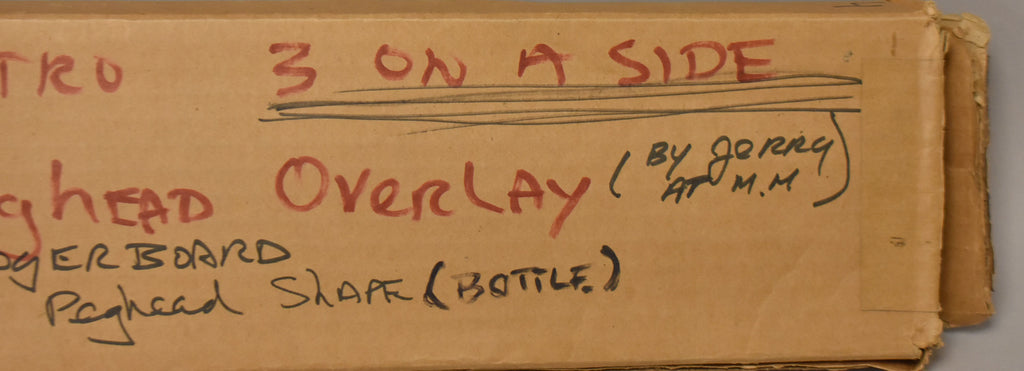 TRO 3 ON A SIDE
gHEAD OVERLAY (BY JERRY
AT M.M)
gERBOARD
Peghead SHAPE (BOTTLE.)